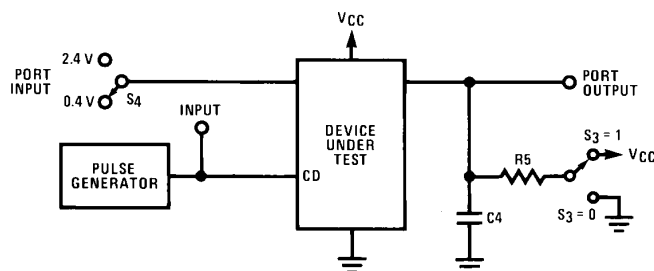 VCC
2.4 V
PORT
INPUT
S4
0.4 V
INPUT
PULSE
GENERATOR
CD
DEVICE
UNDER
TEST
PORT
OUTPUT
S3 = 1
VCC
R5
C4
S3 = 0